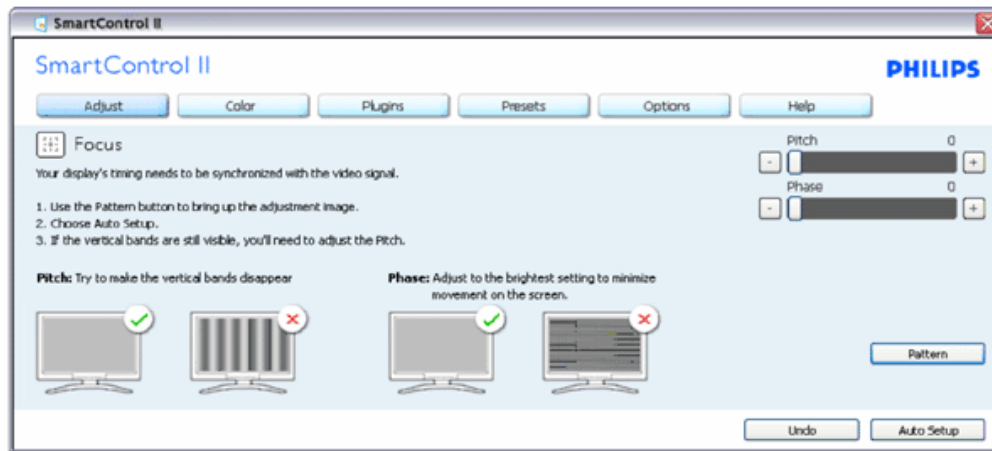 SmartControl II
SmartControl II
PHILIPS
Adjust Color Plugins Presets Options Help
Focus
Pitch 0
- +
Phase 0
- +
Your display's timing needs to be synchronized with the video signal.
1. Use the Pattern button to bring up the adjustment image.
2. Choose Auto Setup.
3. If the vertical bands are still visible, you'll need to adjust the Pitch.
Pitch: Try to make the vertical bands disappear
Phase: Adjust to the brightest setting to minimize
movement on the screen.
Pattern
Undo Auto Setup